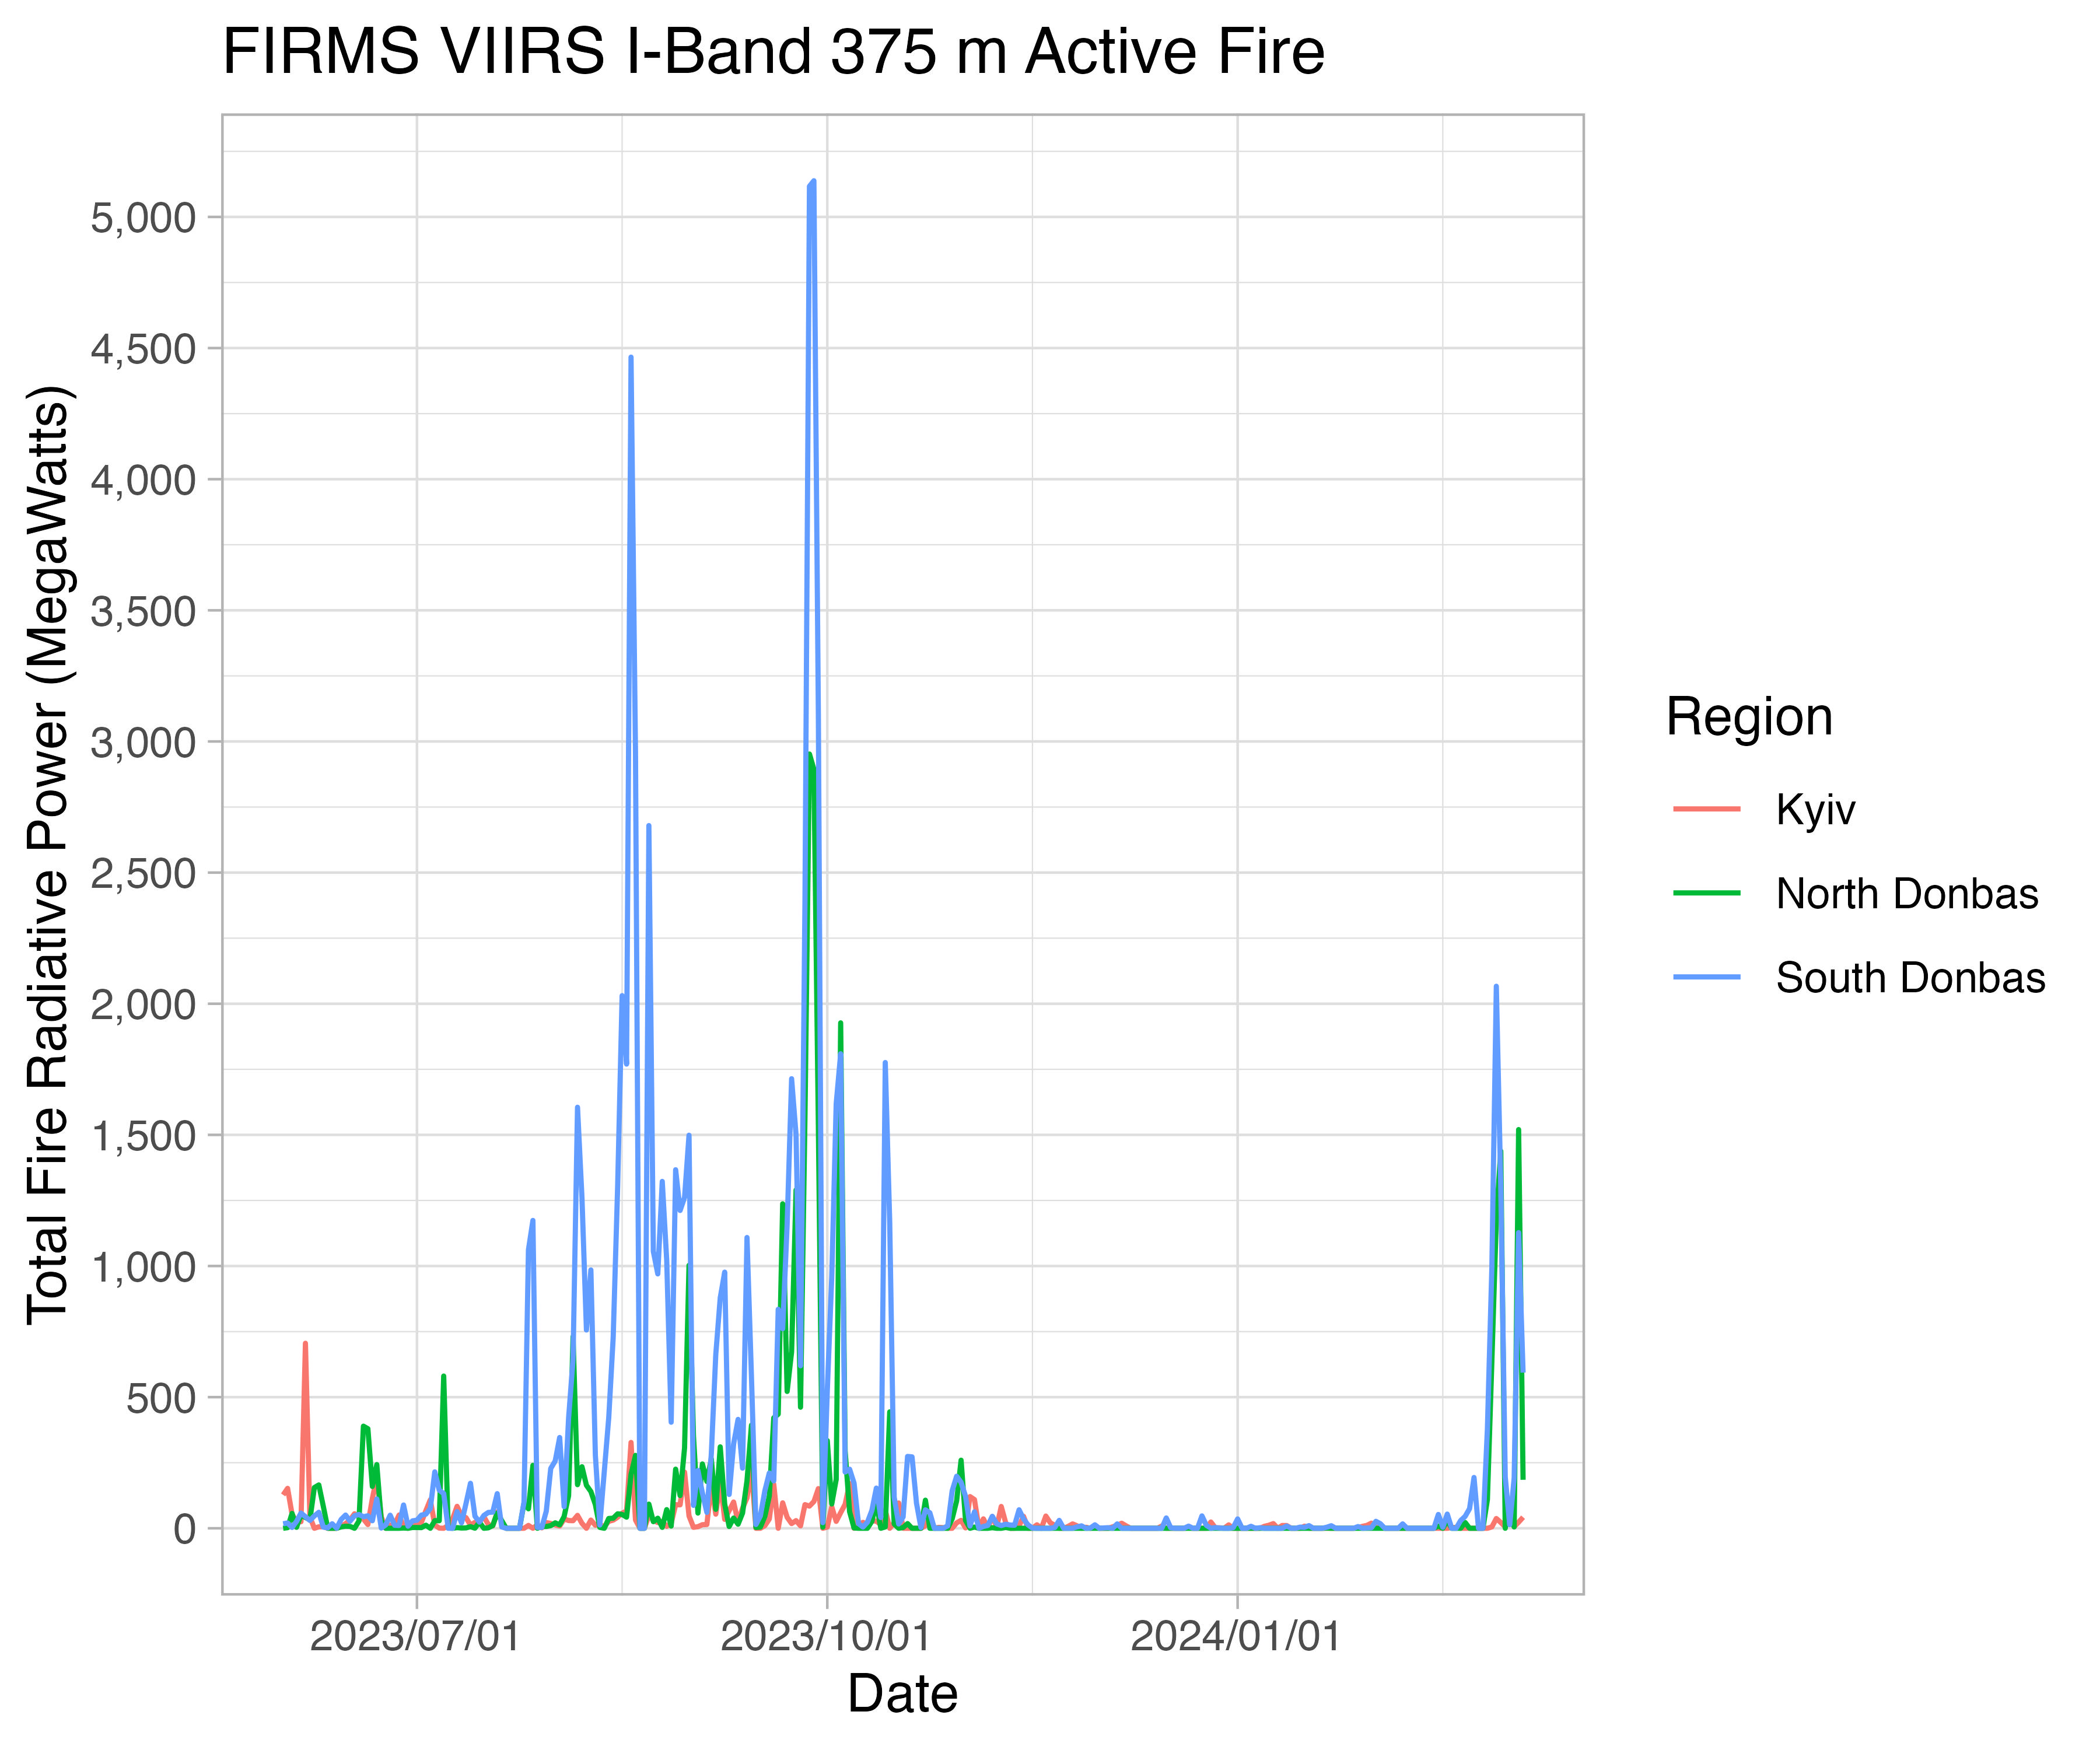 FIRMS VIIRS I-Band 375 m Active Fire
Total Fire Radiative Power (MegaWatts)
5,000
4,500
4,000
3,500
3,000
2,500
2,000
1,500
1,000
500
0
2023/07/01
2023/10/01
2024/01/01
Date
Region
Kyiv
North Donbas
South Donbas